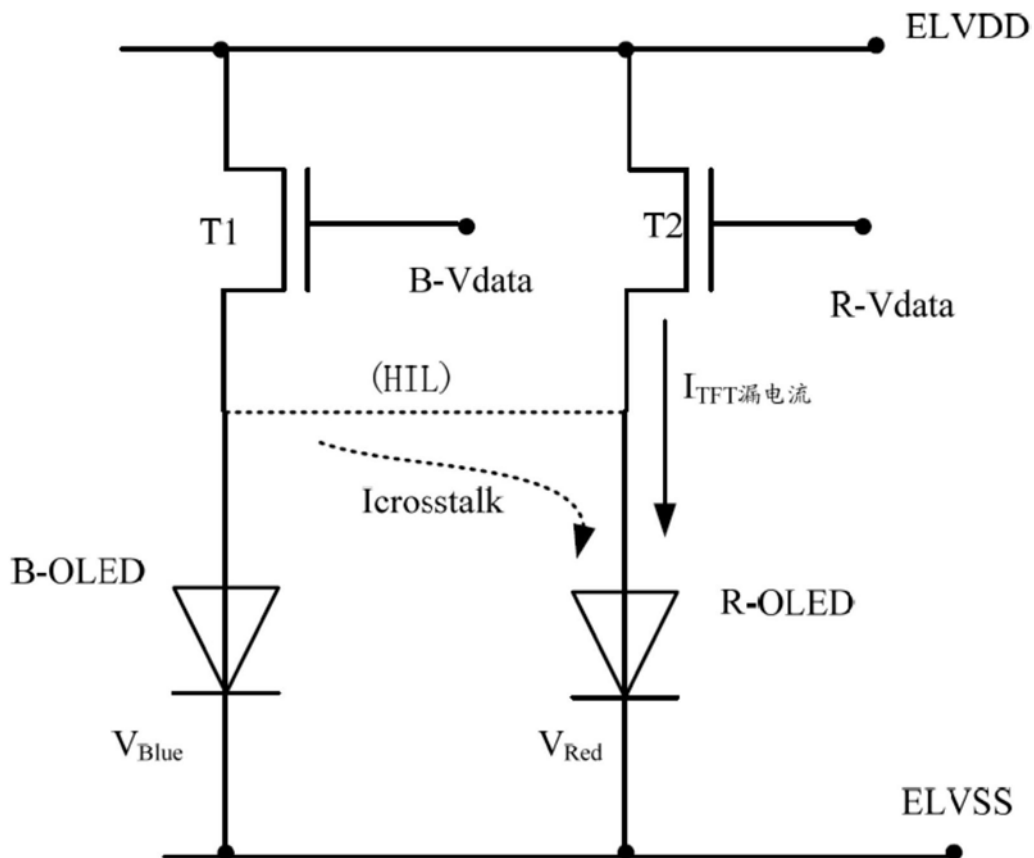 ELVDD
T1
T2
B-Vdata
R-Vdata
(HIL)
ITFT漏电流
Icrosstalk
B-OLED
R-OLED
VBlue
VRed
ELVSS